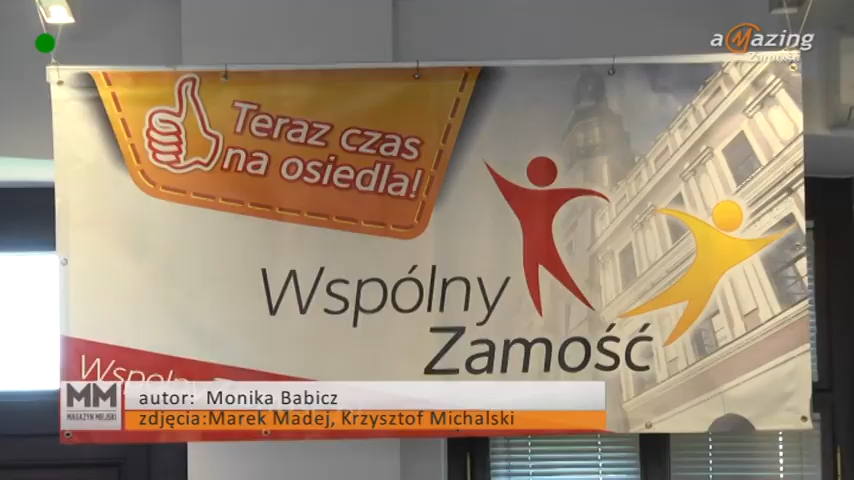 aMazing
Zamość
Teraz czas
na osiedla!
Wspólny
Zamość
Wspólny
MM
MAGAZYN MIEJSKI
autor: Monika Babicz
zdjęcia:Marek Madej, Krzysztof Michalski